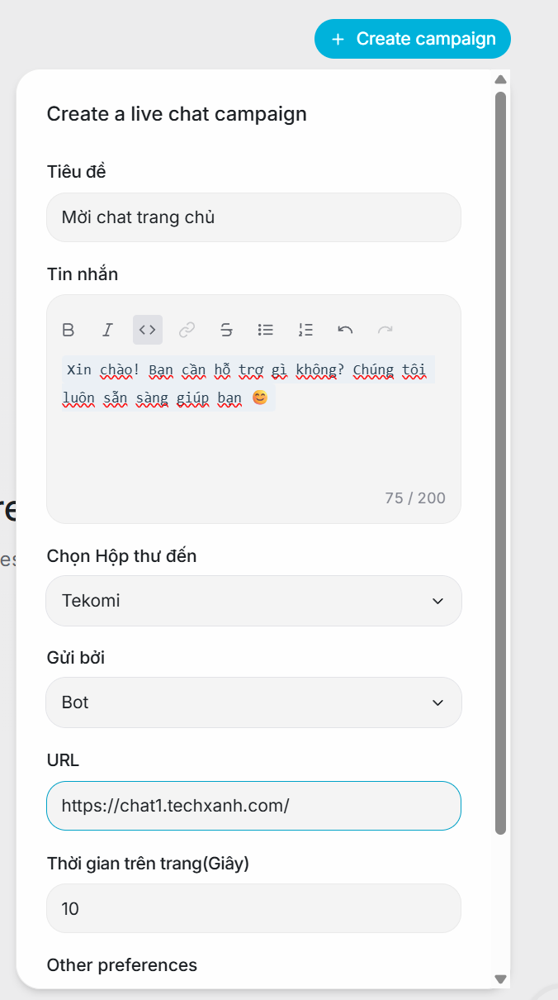 + Create campaign
Create a live chat campaign
Tiêu đề
Mời chat trang chủ
Tin nhắn
Xin chào! Bạn cần hỗ trợ gì không? Chúng tôi
luôn sẵn sàng giúp bạn 😊
75 / 200
Chọn Hộp thư đến
Tekomi
Gửi bởi
Bot
URL
https://chat1.techxanh.com/
Thời gian trên trang(Giây)
10
Other preferences